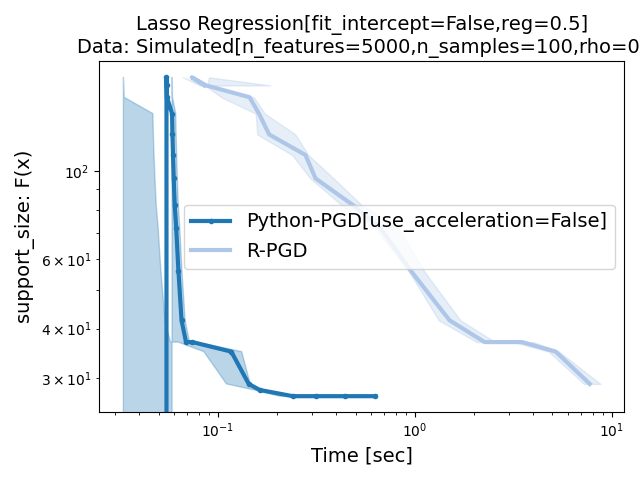 Lasso Regression[fit_intercept=False,reg=0.5]
Data: Simulated[n_features=5000,n_samples=100,rho=0
support_size: F(x)
10²
6 × 10¹
4 × 10¹
3 × 10¹
Python-PGD[use_acceleration=False]
R-PGD
10⁻¹ 10⁰ 10¹
Time [sec]